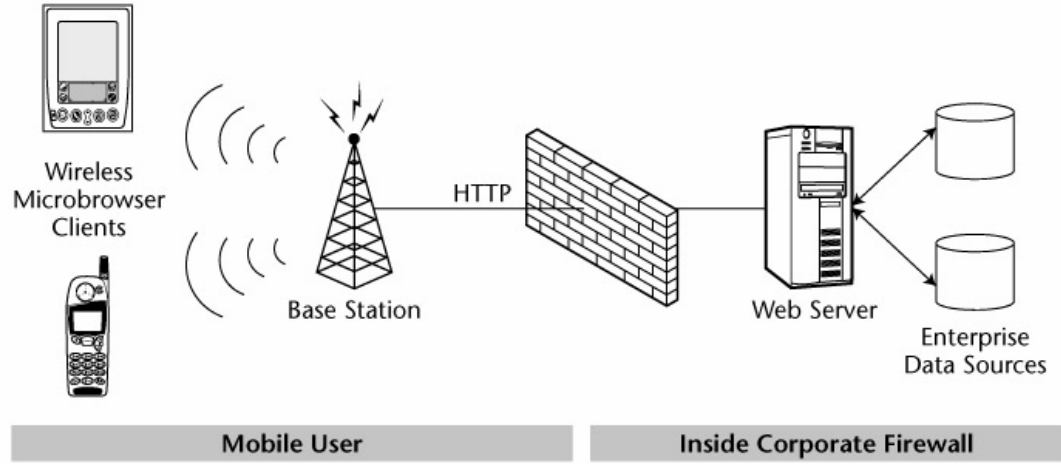 Wireless
Microbrowser
Clients
HTTP
Base Station
Web Server
Enterprise
Data Sources
Mobile User
Inside Corporate Firewall